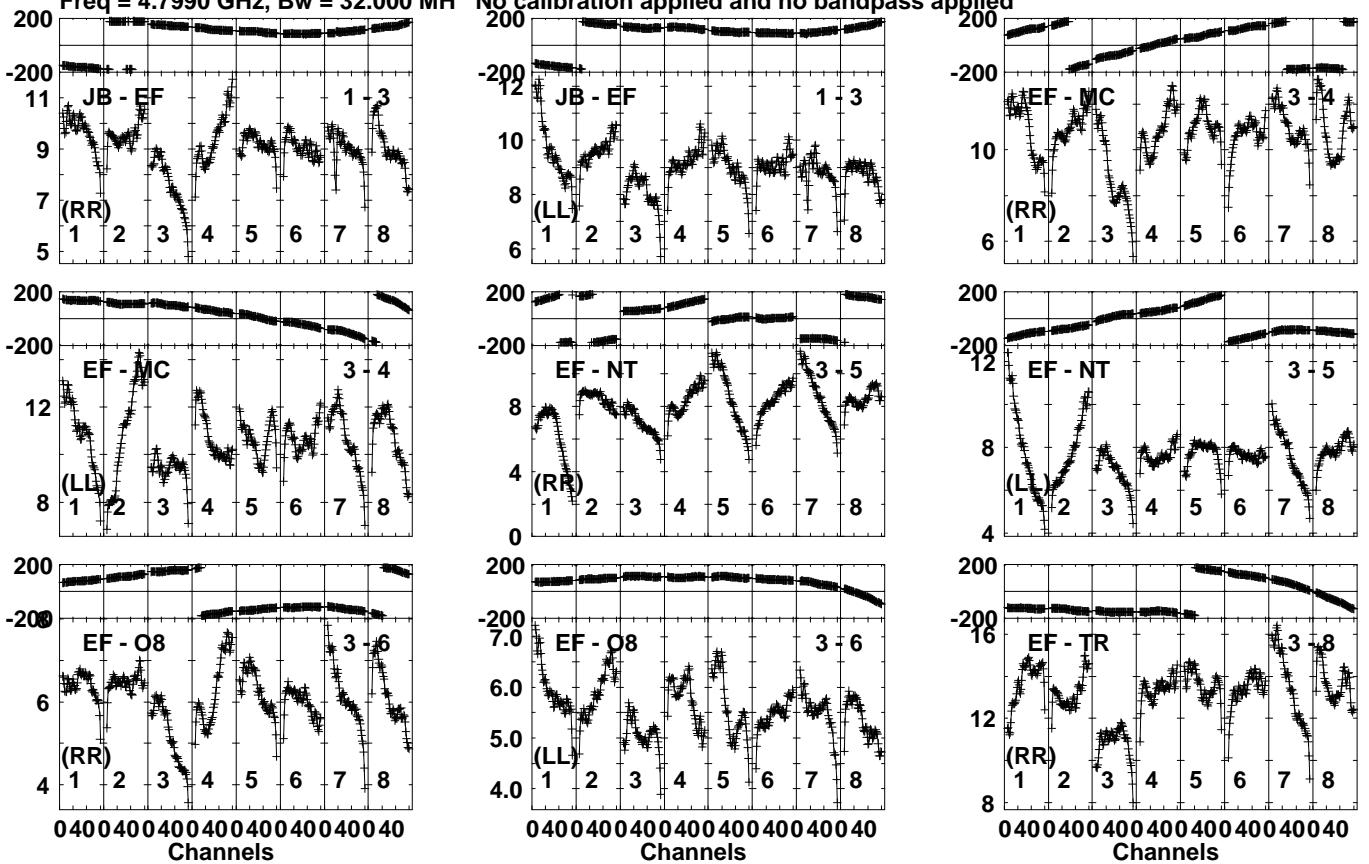 Freq = 4.7990 GHz, Bw = 32.000 MH No calibration applied and no bandpass applied
200 200 200
-200 -200 -200
JB - EF 1 - 3 JB - EF 1 - 3 EF - MC 3 - 4
11 12
9 10 10
7 8
5 6 6
(RR) (LL) (RR)
1 2 3 4 5 6 7 8 1 2 3 4 5 6 7 8 1 2 3 4 5 6 7 8
200 200 200
-200 -200 -200
EF - MC 3 - 4 EF - NT 3 - 5 EF - NT 3 - 5
12 8 12
8 4 8
0 4
(LL) (RR) (LL)
1 2 3 4 5 6 7 8 1 2 3 4 5 6 7 8 1 2 3 4 5 6 7 8
200 200 200
-200 -200 -200
8 7.0 16
EF - O8 3 - 6 EF - O8 3 - 6 EF - TR 3 - 8
6 6.0 12
5.0
4 4.0 8
(RR) (LL) (RR)
1 2 3 4 5 6 7 8 1 2 3 4 5 6 7 8 1 2 3 4 5 6 7 8
0 40 0 40 0 40 0 40 0 40 0 40 0 40 0 40 0 40 0 40 0 40 0 40 0 40 0 40 0 40 0 40 0 40 0 40 0 40 0 40 0 40 0 40 0 40 0 40
Channels Channels Channels